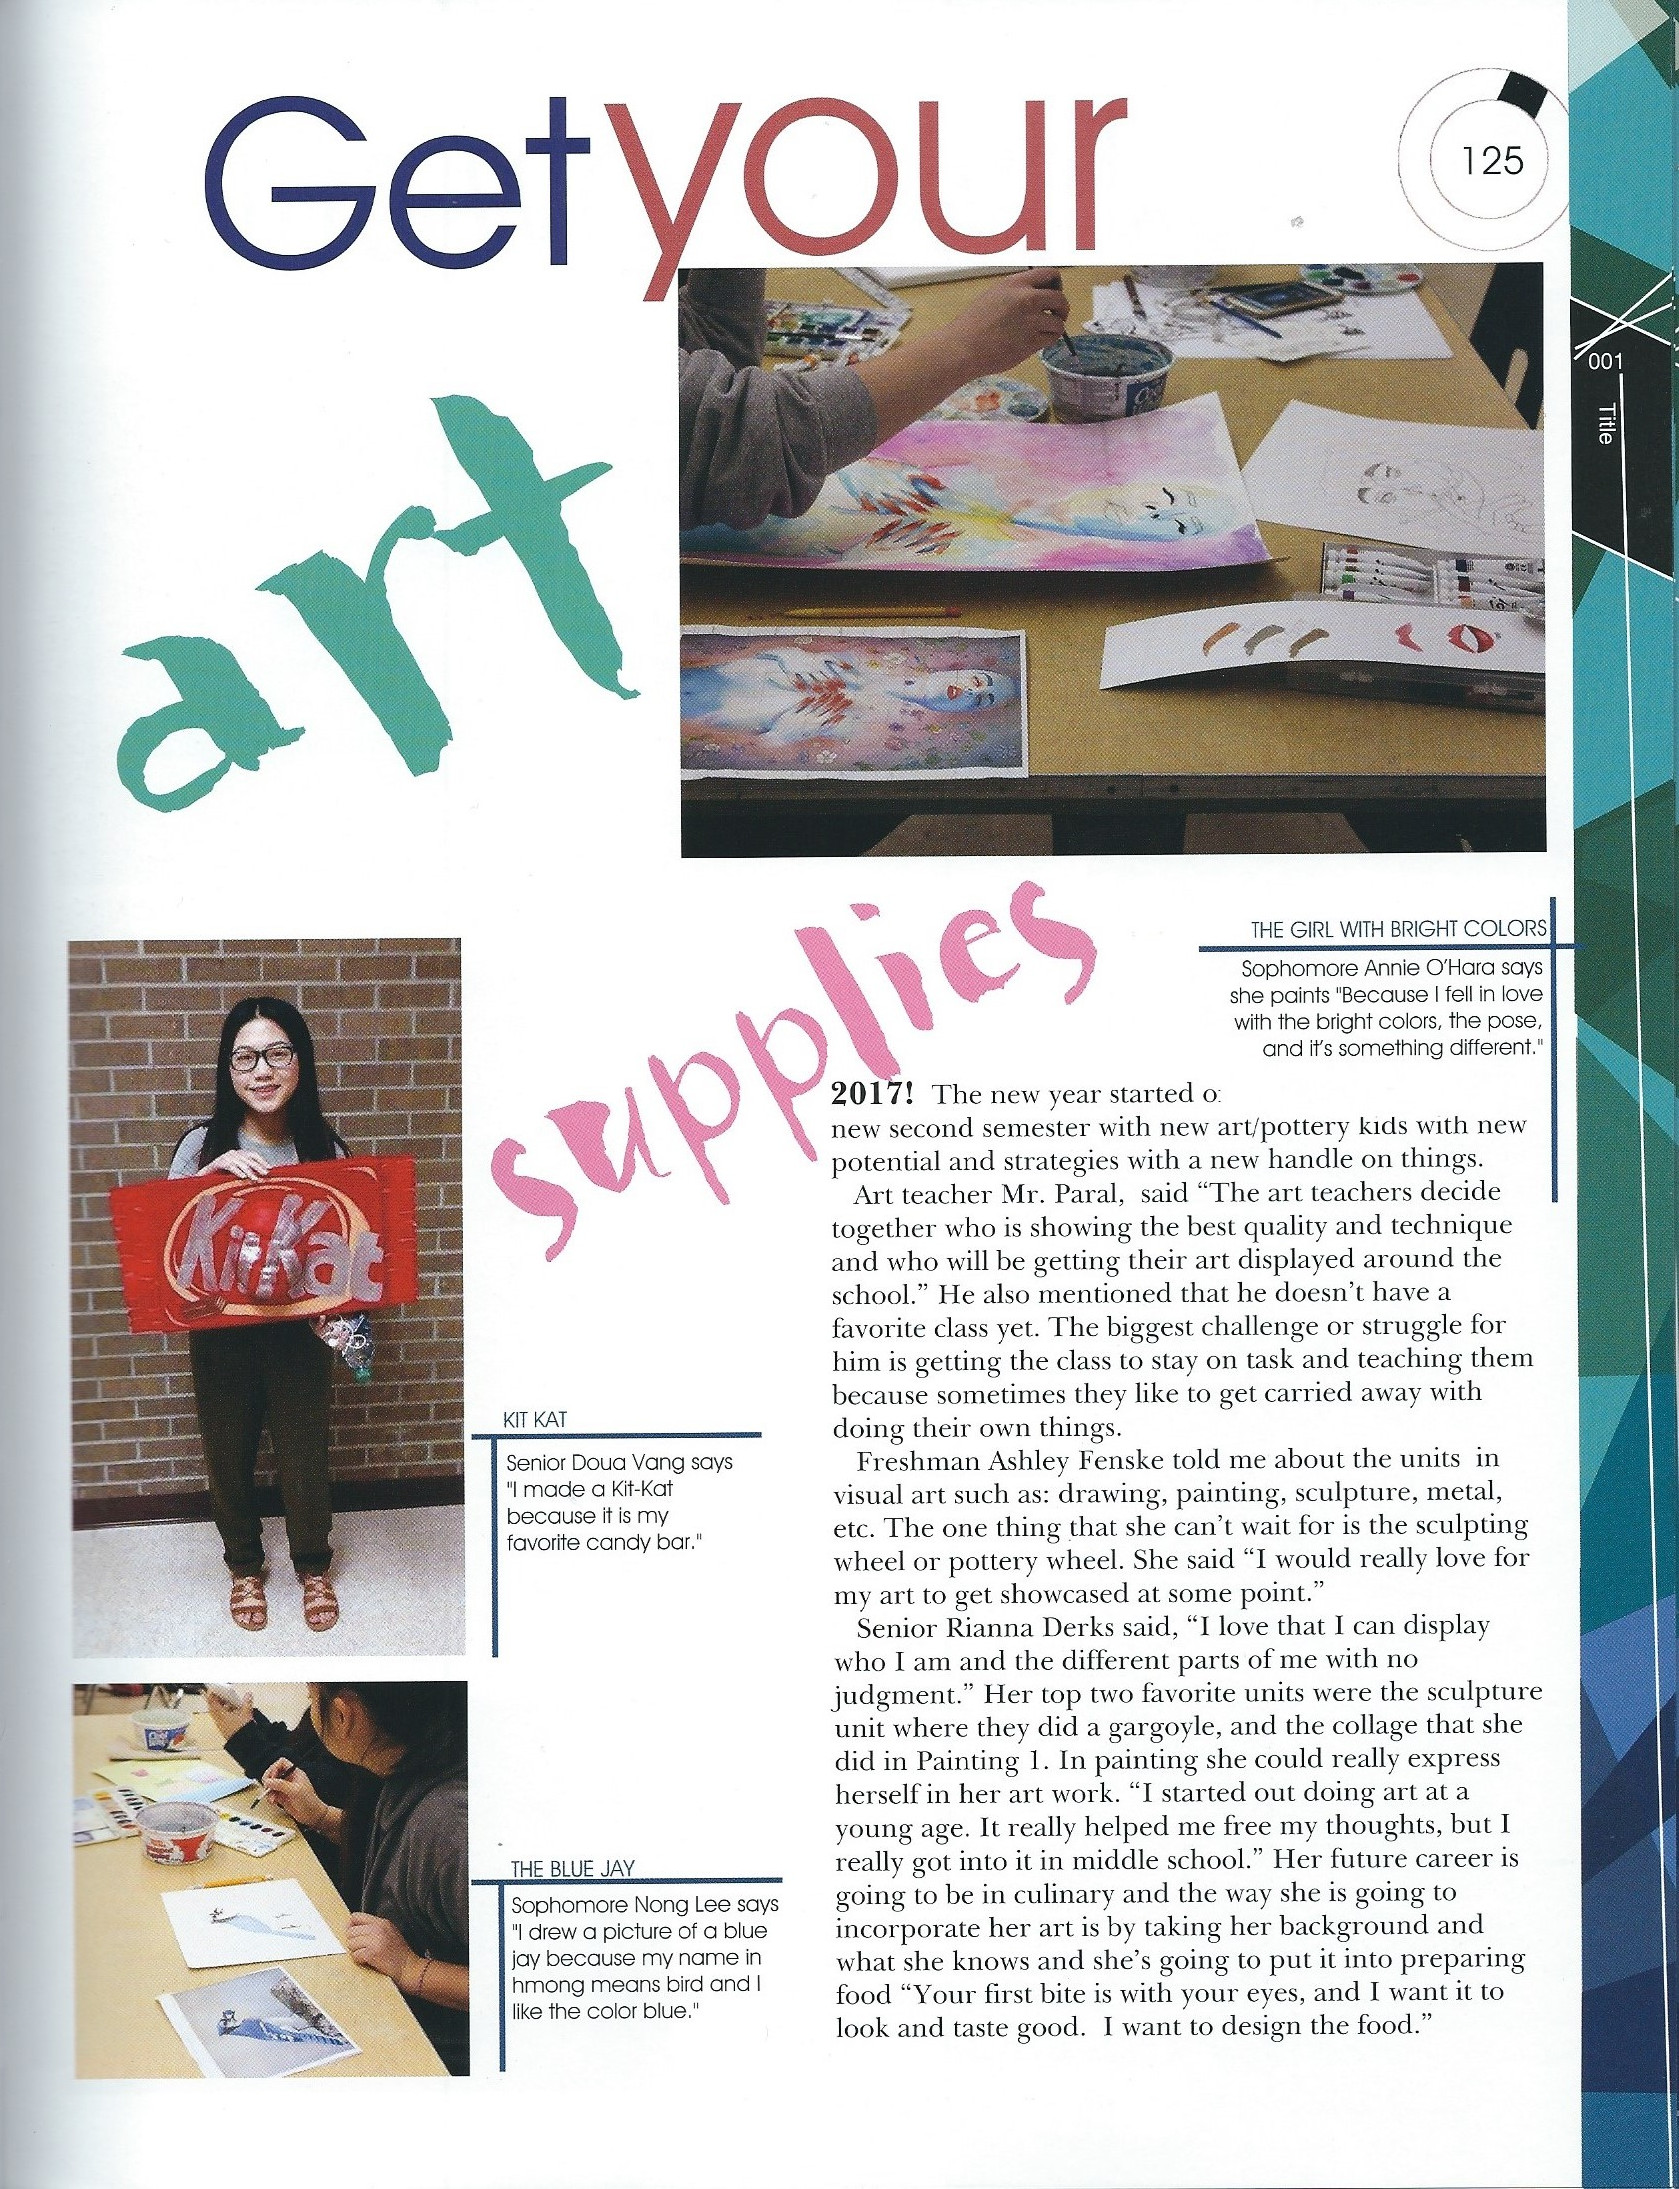 Get your
art
supplies
125
001
Title
THE GIRL WITH BRIGHT COLORS
Sophomore Annie O'Hara says
she paints "Because I fell in love
with the bright colors, the pose,
and it's something different."
KitKat
KIT KAT
Senior Doua Vang says
"I made a Kit-Kat
because it is my
favorite candy bar."
THE BLUE JAY
Sophomore Nong Lee says
"I drew a picture of a blue
jay because my name in
hmong means bird and I
like the color blue."
2017! The new year started o
new second semester with new art/pottery kids with new
potential and strategies with a new handle on things.
Art teacher Mr. Paral, said “The art teachers decide
together who is showing the best quality and technique
and who will be getting their art displayed around the
school.” He also mentioned that he doesn’t have a
favorite class yet. The biggest challenge or struggle for
him is getting the class to stay on task and teaching them
because sometimes they like to get carried away with
doing their own things.
Freshman Ashley Fenske told me about the units in
visual art such as: drawing, painting, sculpture, metal,
etc. The one thing that she can’t wait for is the sculpting
wheel or pottery wheel. She said “I would really love for
my art to get showcased at some point.”
Senior Rianna Derks said, “I love that I can display
who I am and the different parts of me with no
judgment.” Her top two favorite units were the sculpture
unit where they did a gargoyle, and the collage that she
did in Painting 1. In painting she could really express
herself in her art work. “I started out doing art at a
young age. It really helped me free my thoughts, but I
really got into it in middle school.” Her future career is
going to be in culinary and the way she is going to
incorporate her art is by taking her background and
what she knows and she’s going to put it into preparing
food “Your first bite is with your eyes, and I want it to
look and taste good. I want to design the food.”